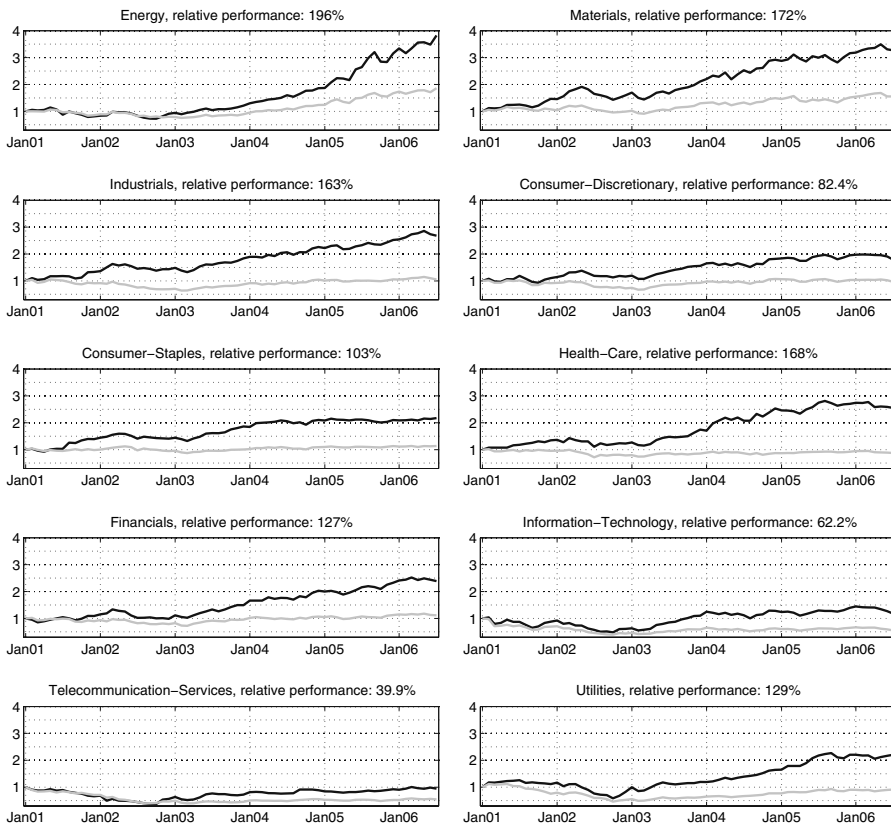 Energy, relative performance: 196%
4
3
2
1
Jan01 Jan02 Jan03 Jan04 Jan05 Jan06
Materials, relative performance: 172%
4
3
2
1
Jan01 Jan02 Jan03 Jan04 Jan05 Jan06
Industrials, relative performance: 163%
4
3
2
1
Jan01 Jan02 Jan03 Jan04 Jan05 Jan06
Consumer−Discretionary, relative performance: 82.4%
4
3
2
1
Jan01 Jan02 Jan03 Jan04 Jan05 Jan06
Consumer−Staples, relative performance: 103%
4
3
2
1
Jan01 Jan02 Jan03 Jan04 Jan05 Jan06
Health−Care, relative performance: 168%
4
3
2
1
Jan01 Jan02 Jan03 Jan04 Jan05 Jan06
Financials, relative performance: 127%
4
3
2
1
Jan01 Jan02 Jan03 Jan04 Jan05 Jan06
Information−Technology, relative performance: 62.2%
4
3
2
1
Jan01 Jan02 Jan03 Jan04 Jan05 Jan06
Telecommunication−Services, relative performance: 39.9%
4
3
2
1
Jan01 Jan02 Jan03 Jan04 Jan05 Jan06
Utilities, relative performance: 129%
4
3
2
1
Jan01 Jan02 Jan03 Jan04 Jan05 Jan06